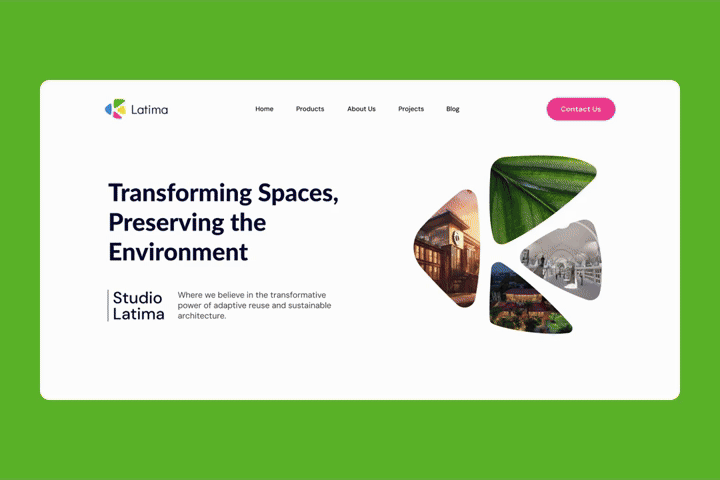 Latima
Home
Products
About Us
Projects
Blog
Contact Us
Transforming Spaces,
Preserving the
Environment
Studio
Latima
Where we believe in the transformative
power of adaptive reuse and sustainable
architecture.